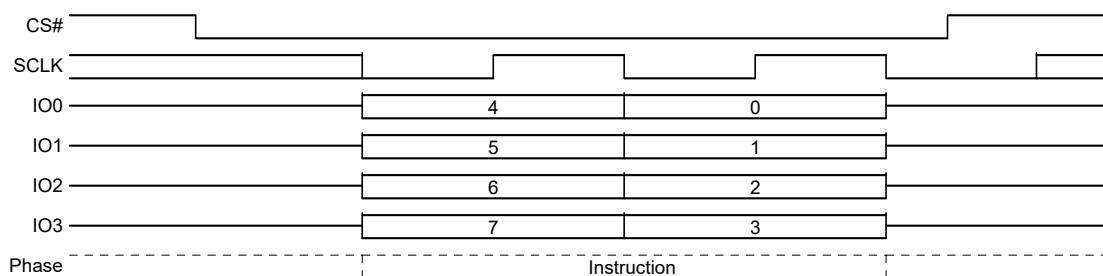 CS#
SCLK
IO0 4 0
IO1 5 1
IO2 6 2
IO3 7 3
Phase Instruction